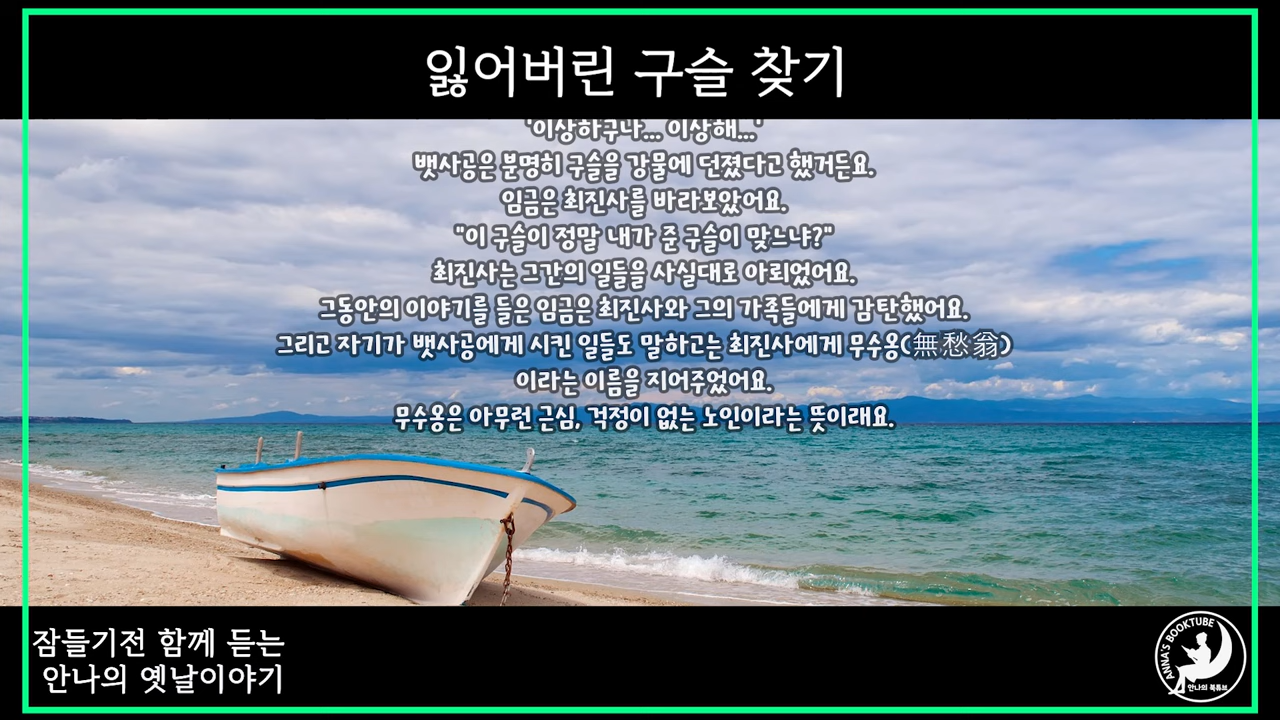 잃어버린 구슬 찾기
'이상하구나... 이상해...'
뱃사공은 분명히 구슬을 강물에 던졌다고 했거든요.
임금은 최진사를 바라보았어요.
"이 구슬이 정말 내가 준 구슬이 맞느냐?"
최진사는 그간의 일들을 사실대로 아뢰었어요.
그동안의 이야기를 들은 임금은 최진사와 그의 가족들에게 감탄했어요.
그리고 자기가 뱃사공에게 시킨 일들도 말하고는 최진사에게 무수옹(無愁翁)
이라는 이름을 지어주었어요.
무수옹은 아무런 근심, 걱정이 없는 노인이라는 뜻이래요.
잠들기전 함께 듣는
안나의 옛날이야기
ANNA'S BOOKTUBE
안나의 북튜브